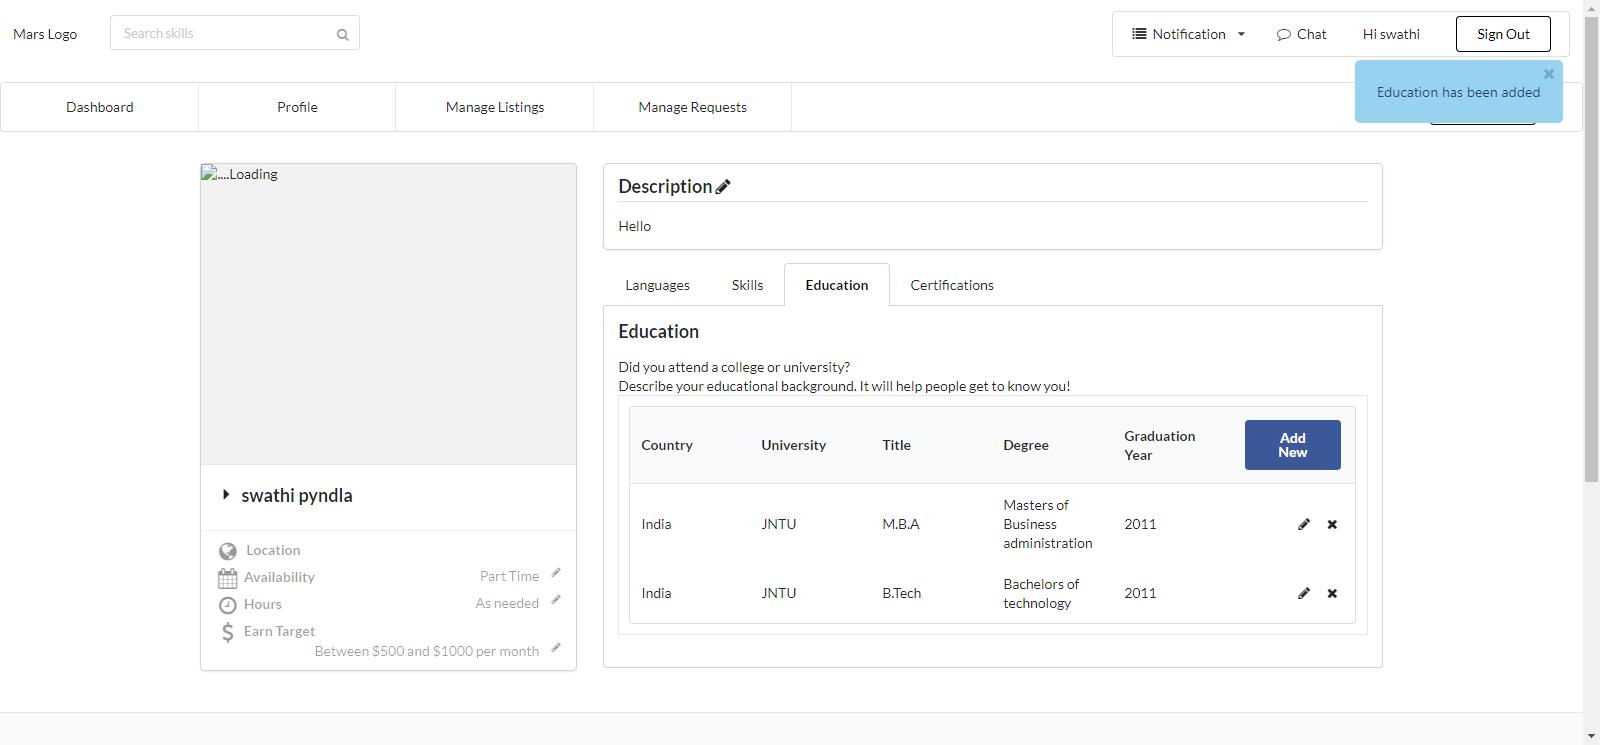 Mars Logo
Search skills
Notification
Chat
Hi swathi
Sign Out
Education has been added
Dashboard
Profile
Manage Listings
Manage Requests
....Loading
swathi pyndla
Location
Availability
Part Time
Hours
As needed
Earn Target
Between $500 and $1000 per month
Description
Hello
Languages
Skills
Education
Certifications
Education
Did you attend a college or university?
Describe your educational background. It will help people get to know you!
Country
University
Title
Degree
Graduation
Year
Add
New
India
JNTU
M.B.A
Masters of
Business
administration
2011
India
JNTU
B.Tech
Bachelors of
technology
2011